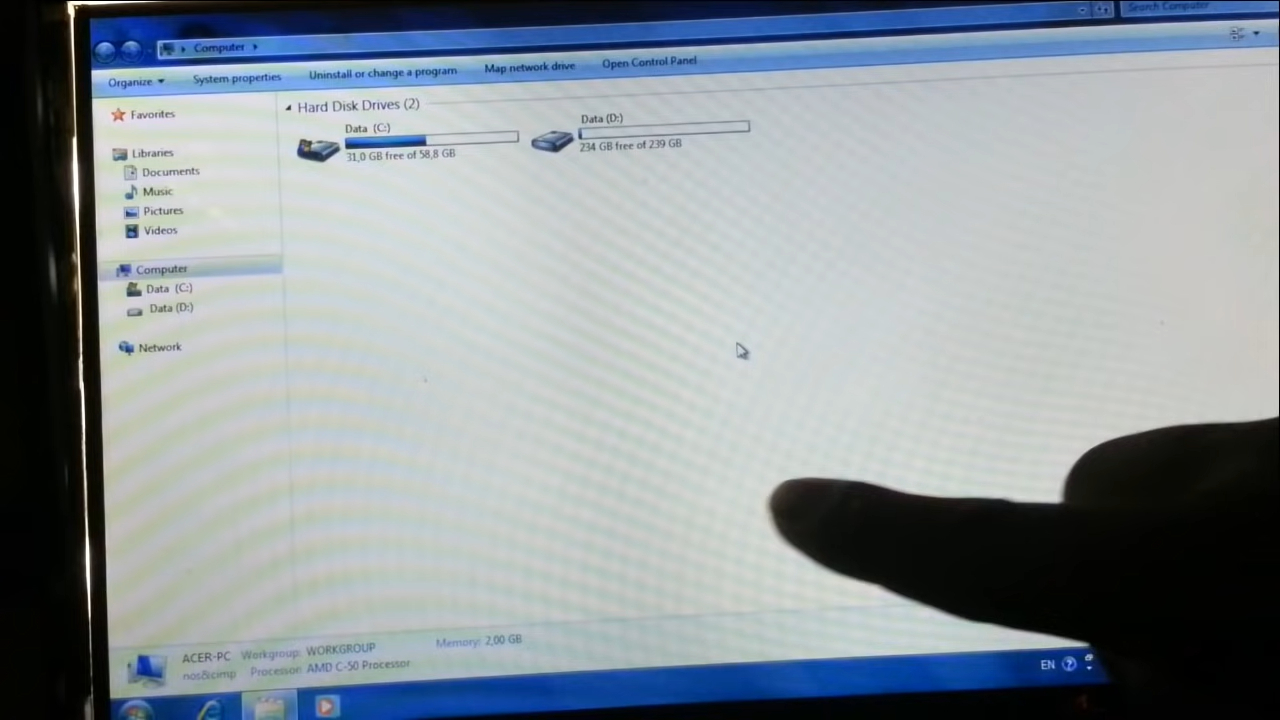 Search Computer
Computer
Organize
System properties
Uninstall or change a program
Map network drive
Open Control Panel
Favorites
Libraries
Documents
Music
Pictures
Videos
Computer
Data (C:)
Data (D:)
Network
Hard Disk Drives (2)
Data (C:)
31,0 GB free of 58,8 GB
Data (D:)
234 GB free of 239 GB
ACER-PC Workgroup: WORKGROUP Memory: 2,00 GB
Processor: AMD C-50 Processor
EN